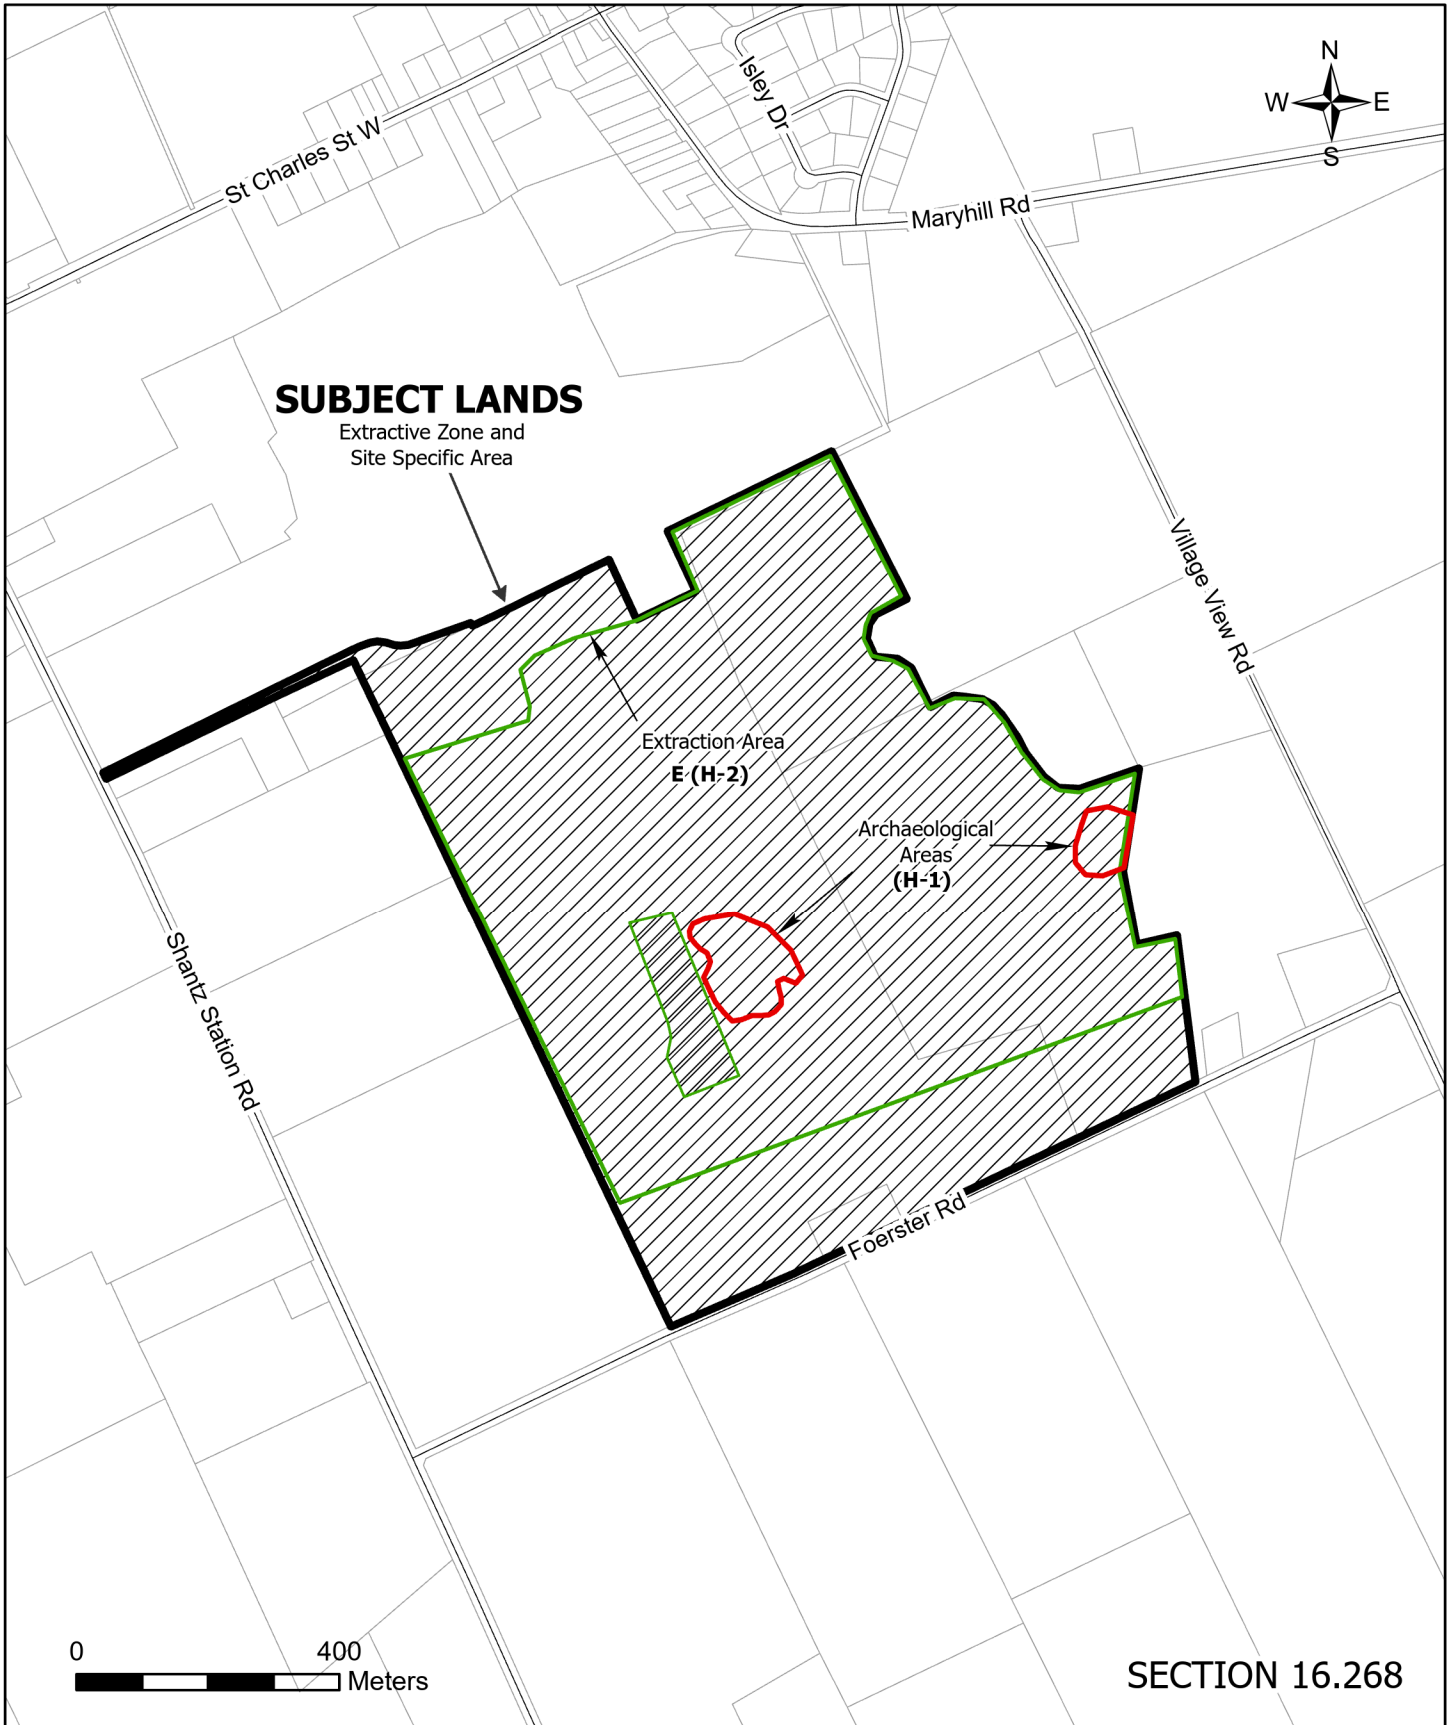 N
W E
S
Isley Dr
St Charles St W
Maryhill Rd
SUBJECT LANDS
Extractive Zone and
Site Specific Area
Village View Rd
Extraction Area
E (H-2)
Archaeological
Areas
(H-1)
Shantz Station Rd
Foerster Rd
0 400
Meters
SECTION 16.268